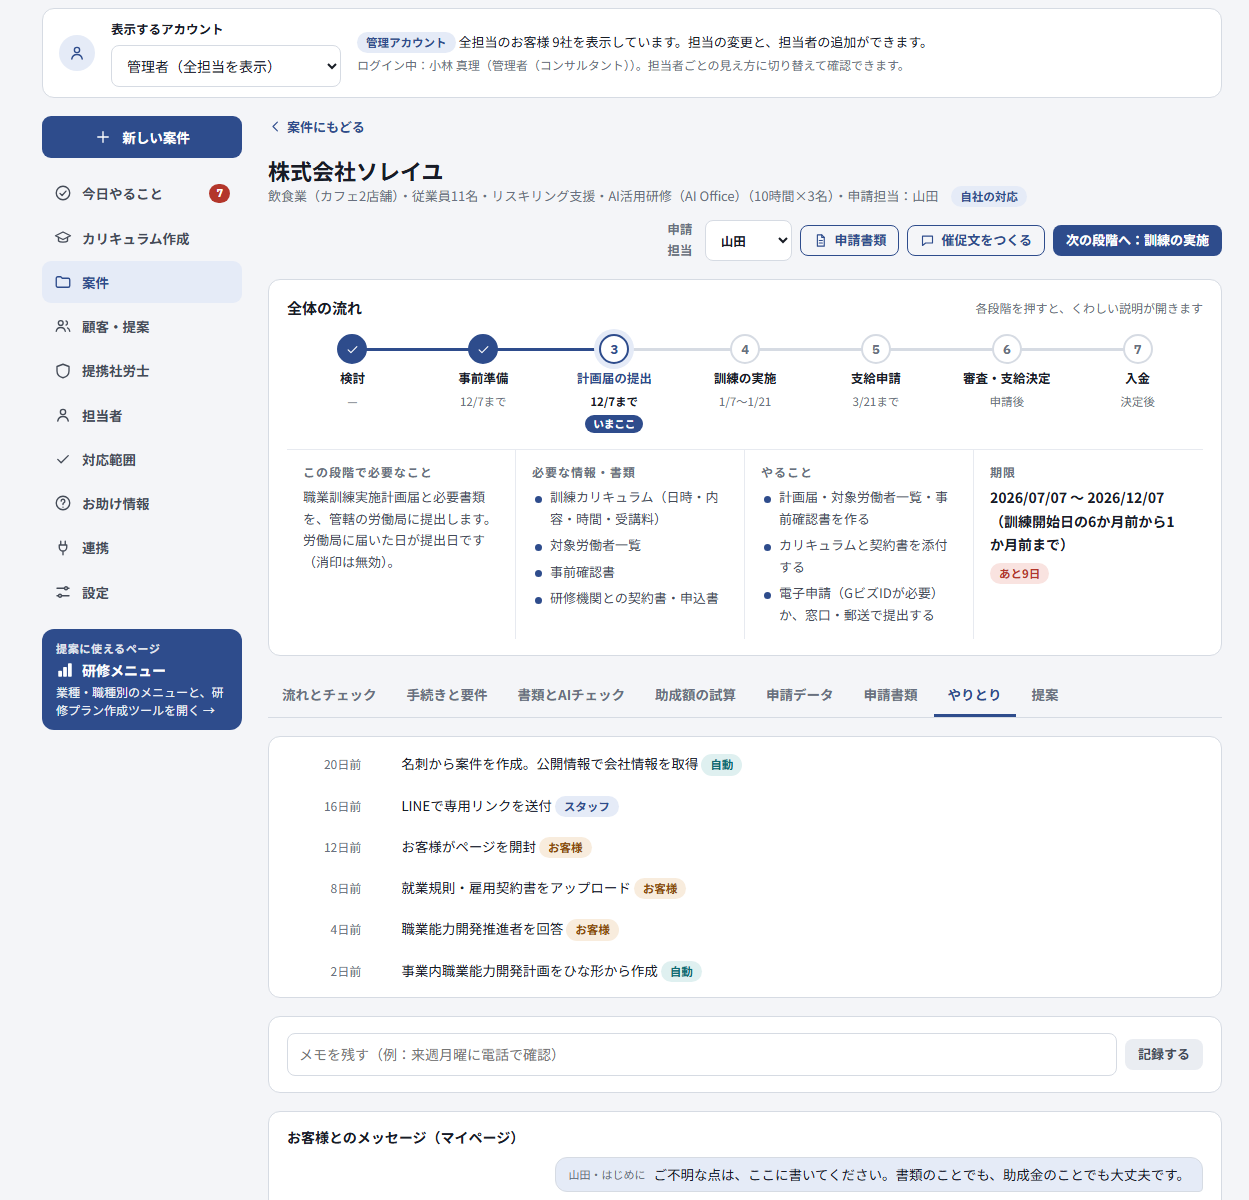 表示するアカウント
管理者（全担当を表示）
管理アカウント 全担当のお客様 9社を表示しています。担当の変更と、担当者の追加ができます。
ログイン中：小林 真理（管理者（コンサルタント））。担当者ごとの見え方に切り替えて確認できます。
新しい案件
今日やること 7
カリキュラム作成
案件
顧客・提案
提携社労士
担当者
対応範囲
お助け情報
連携
設定
提案に使えるページ
研修メニュー
業種・職種別のメニューと、研
修プラン作成ツールを開く →
案件にもどる
株式会社ソレイユ
飲食業（カフェ2店舗）・従業員11名・リスキリング支援・AI活用研修（AI Office）（10時間×3名）・申請担当：山田 自社の対応
申請
担当
山田
申請書類
催促文をつくる
次の段階へ：訓練の実施
全体の流れ
各段階を押すと、くわしい説明が開きます
3 4 5 6 7
検討 事前準備 計画届の提出 訓練の実施 支給申請 審査・支給決定 入金
— 12/7まで 12/7まで 1/7〜1/21 3/21まで 申請後 決定後
いまここ
この段階で必要なこと
職業訓練実施計画届と必要書類
を、管轄の労働局に提出します。
労働局に届いた日が提出日です
（消印は無効）。
必要な情報・書類
訓練カリキュラム（日時・内
容・時間・受講料）
対象労働者一覧
事前確認書
研修機関との契約書・申込書
やること
計画届・対象労働者一覧・事
前確認書を作る
カリキュラムと契約書を添付
する
電子申請（GビズIDが必要）
か、窓口・郵送で提出する
期限
2026/07/07 〜 2026/12/07
（訓練開始日の6か月前から1
か月前まで）
あと9日
流れとチェック 手続きと要件 書類とAIチェック 助成額の試算 申請データ 申請書類 やりとり 提案
20日前 名刺から案件を作成。公開情報で会社情報を取得 自動
16日前 LINEで専用リンクを送付 スタッフ
12日前 お客様がページを開封 お客様
8日前 就業規則・雇用契約書をアップロード お客様
4日前 職業能力開発推進者を回答 お客様
2日前 事業内職業能力開発計画をひな形から作成 自動
メモを残す（例：来週月曜に電話で確認）
記録する
お客様とのメッセージ（マイページ）
山田・はじめに ご不明な点は、ここに書いてください。書類のことでも、助成金のことでも大丈夫です。